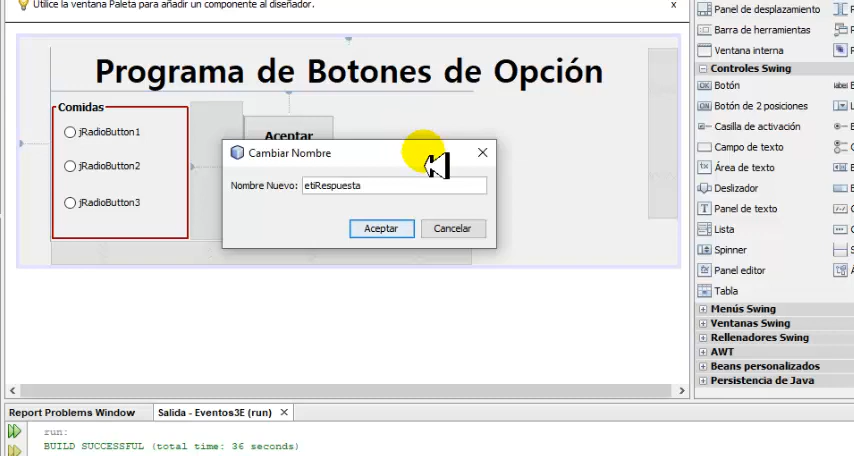 Utilice la ventana Paleta para añadir un componente al diseñador.
x
Programa de Botones de Opción
Comidas
jRadioButton1
jRadioButton2
jRadioButton3
Aceptar
Cambiar Nombre
Nombre Nuevo:
etiRespuesta
Aceptar
Cancelar
Panel de desplazamiento
Barra de herramientas
Ventana interna
Controles Swing
Botón
Botón de 2 posiciones
Casilla de activación
Campo de texto
Área de texto
Deslizador
Panel de texto
Lista
Spinner
Panel editor
Tabla
Menús Swing
Ventanas Swing
Rellenadores Swing
AWT
Beans personalizados
Persistencia de Java
Report Problems Window
Salida - Eventos3E (run)
run:
BUILD SUCCESSFUL (total time: 36 seconds)